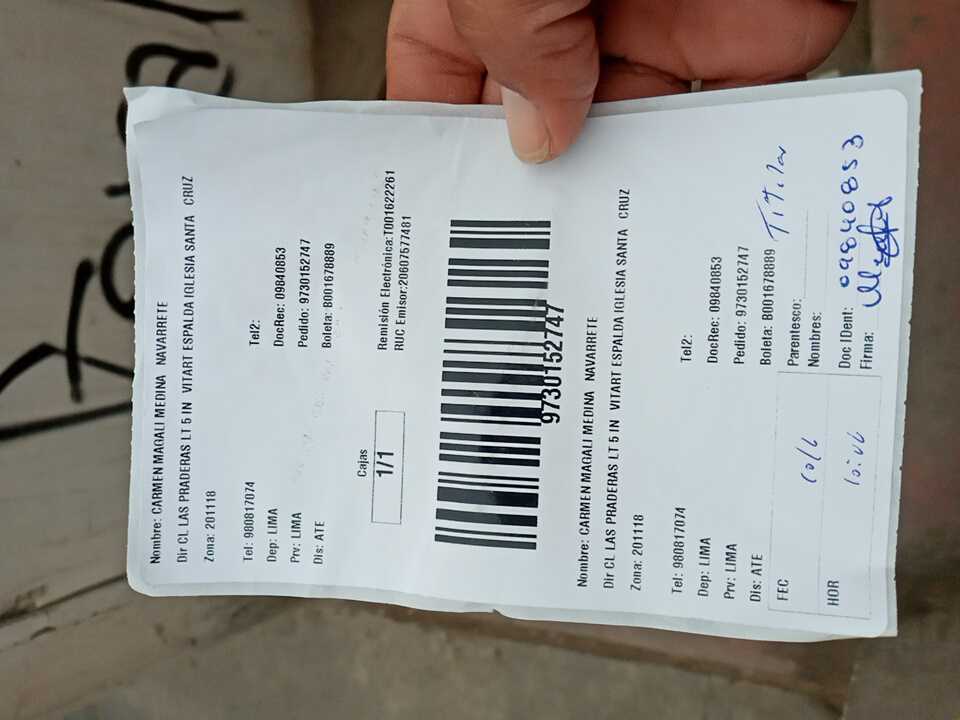 Nombre: CARMEN MAGALI MEDINA NAVARRETE
Dir CL LAS PRADERAS LT 5 IN VITART ESPALDA IGLESIA SANTA CRUZ
Zona: 201118
Tel: 980817074 Tel2:
Dep: LIMA DocRec: 09840853
Prv: LIMA Pedido: 9730152747
Dis: ATE Boleta: B001678889
Cajas
1/1
Remisión Electrónica:T001622261
RUC Emisor:20607577481
9730152747
Nombre: CARMEN MAGALI MEDINA NAVARRETE
Dir CL LAS PRADERAS LT 5 IN VITART ESPALDA IGLESIA SANTA CRUZ
Zona: 201118
Tel: 980817074 Tel2:
Dep: LIMA DocRec: 09840853
Prv: LIMA Pedido: 9730152747
Dis: ATE Boleta: B001678889
FEC Parentesco: Titular
Nombres:
HOR Doc IDent: 09840853
Firma: